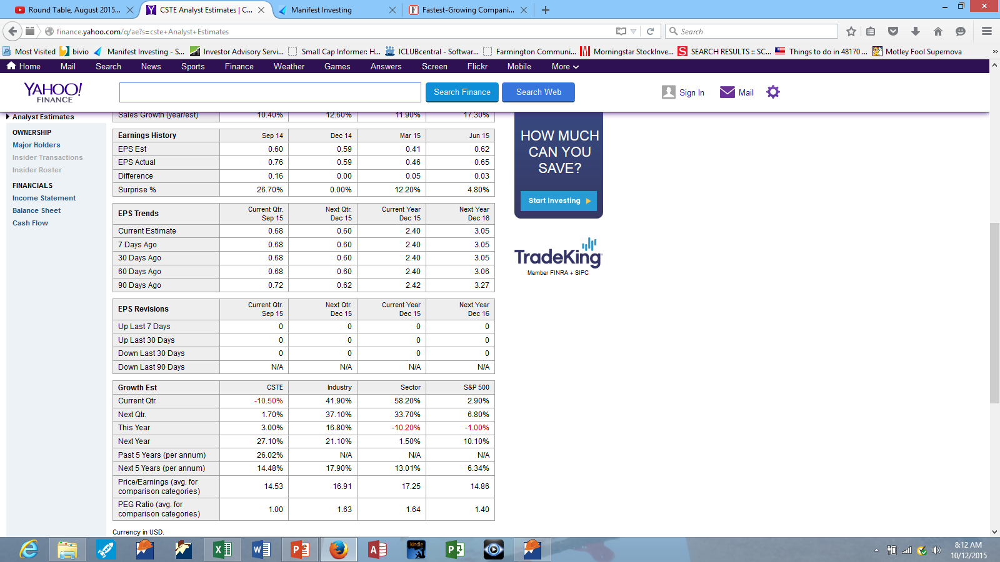 Round Table, August 2015...
CSTE Analyst Estimates | C...
Manifest Investing
Fastest-Growing Compani...
finance.yahoo.com/q/ae?s=cste+Analyst+Estimates
Search
Most Visited bivio Manifest Investing - S... Investor Advisory Servi... Small Cap Informer: H... ICLUBcentral - Softwar... Farmington Communi... Morningstar StockInve... SEARCH RESULTS :: SC... Things to do in 48170 ... Motley Fool Supernova »
Home Mail Search News Sports Finance Weather Games Answers Screen Flickr Mobile More
YAHOO!
FINANCE
Search Finance
Search Web
Sign In
Mail
Analyst Estimates
OWNERSHIP
Major Holders
Insider Transactions
Insider Roster
FINANCIALS
Income Statement
Balance Sheet
Cash Flow
Sales Growth (year/est) 10.40% 12.60% 11.90% 17.30%
Earnings History Sep 14 Dec 14 Mar 15 Jun 15
EPS Est 0.60 0.59 0.41 0.62
EPS Actual 0.76 0.59 0.46 0.65
Difference 0.16 0.00 0.05 0.03
Surprise % 26.70% 0.00% 12.20% 4.80%
EPS Trends Current Qtr. Next Qtr. Current Year Next Year
Sep 15 Dec 15 Dec 15 Dec 16
Current Estimate 0.68 0.60 2.40 3.05
7 Days Ago 0.68 0.60 2.40 3.05
30 Days Ago 0.68 0.60 2.40 3.05
60 Days Ago 0.68 0.60 2.40 3.06
90 Days Ago 0.72 0.62 2.42 3.27
EPS Revisions Current Qtr. Next Qtr. Current Year Next Year
Sep 15 Dec 15 Dec 15 Dec 16
Up Last 7 Days 0 0 0 0
Up Last 30 Days 0 0 0 0
Down Last 30 Days 0 0 0 0
Down Last 90 Days N/A N/A N/A N/A
Growth Est CSTE Industry Sector S&P 500
Current Qtr. -10.50% 41.90% 58.20% 2.90%
Next Qtr. 1.70% 37.10% 33.70% 6.80%
This Year 3.00% 16.80% -10.20% -1.00%
Next Year 27.10% 21.10% 1.50% 10.10%
Past 5 Years (per annum) 26.02% N/A N/A N/A
Next 5 Years (per annum) 14.48% 17.90% 13.01% 6.34%
Price/Earnings (avg. for
comparison categories) 14.53 16.91 17.25 14.86
PEG Ratio (avg. for
comparison categories) 1.00 1.63 1.64 1.40
Currency in USD.
HOW MUCH
CAN YOU
SAVE?
Start Investing
TradeKing
Member FINRA + SIPC
kindle
8:12 AM
10/12/2015